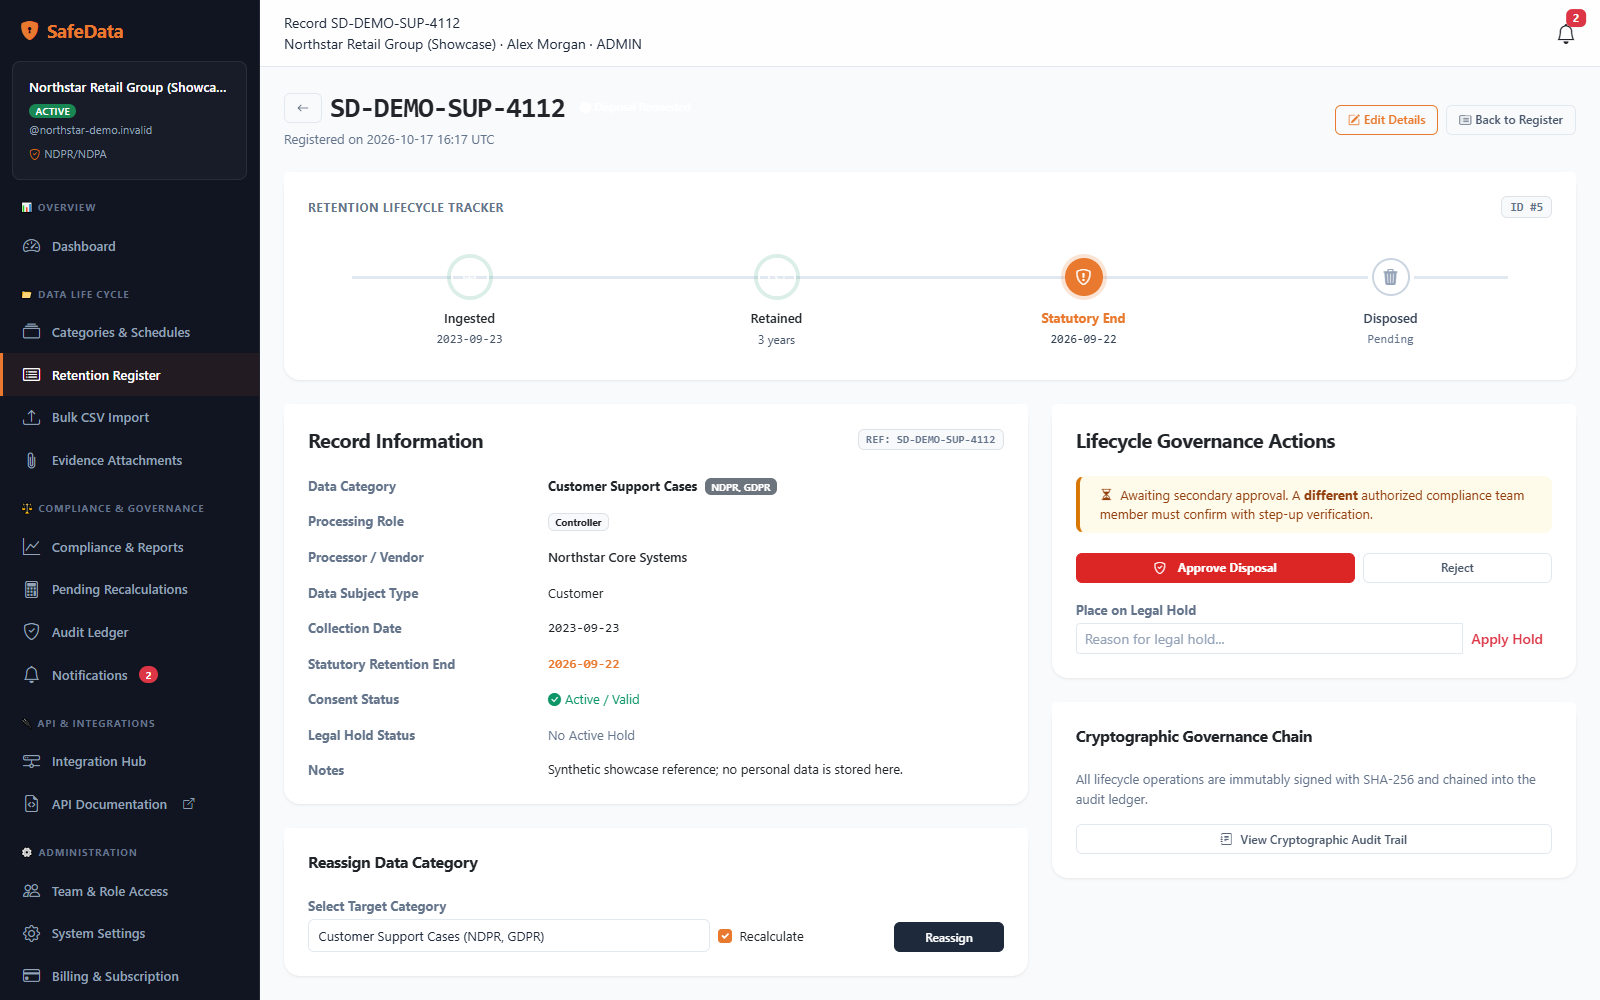 SafeData
Northstar Retail Group (Showca...
ACTIVE
@northstar-demo.invalid
NDPR/NDPA
OVERVIEW
Dashboard
DATA LIFE CYCLE
Categories & Schedules
Retention Register
Bulk CSV Import
Evidence Attachments
COMPLIANCE & GOVERNANCE
Compliance & Reports
Pending Recalculations
Audit Ledger
Notifications 2
API & INTEGRATIONS
Integration Hub
API Documentation
ADMINISTRATION
Team & Role Access
System Settings
Billing & Subscription
Record SD-DEMO-SUP-4112
Northstar Retail Group (Showcase) · Alex Morgan · ADMIN
2
SD-DEMO-SUP-4112
Registered on 2026-10-17 16:17 UTC
Edit Details
Back to Register
RETENTION LIFECYCLE TRACKER
ID #5
Ingested
2023-09-23
Retained
3 years
Statutory End
2026-09-22
Disposed
Pending
Record Information
REF: SD-DEMO-SUP-4112
Data Category Customer Support Cases NDPR, GDPR
Processing Role Controller
Processor / Vendor Northstar Core Systems
Data Subject Type Customer
Collection Date 2023-09-23
Statutory Retention End 2026-09-22
Consent Status Active / Valid
Legal Hold Status No Active Hold
Notes Synthetic showcase reference; no personal data is stored here.
Reassign Data Category
Select Target Category
Customer Support Cases (NDPR, GDPR)
Recalculate
Reassign
Lifecycle Governance Actions
Awaiting secondary approval. A different authorized compliance team
member must confirm with step-up verification.
Approve Disposal
Reject
Place on Legal Hold
Reason for legal hold...
Apply Hold
Cryptographic Governance Chain
All lifecycle operations are immutably signed with SHA-256 and chained into the
audit ledger.
View Cryptographic Audit Trail